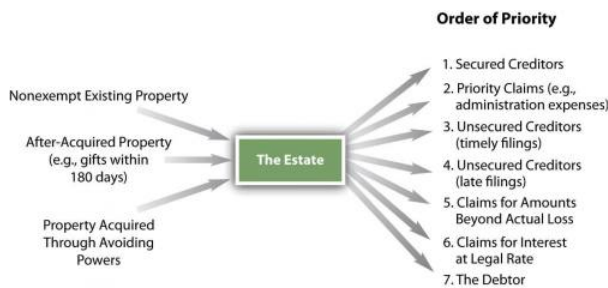 Order of Priority
Nonexempt Existing Property
After-Acquired Property
(e.g., gifts within
180 days)
Property Acquired
Through Avoiding
Powers
The Estate
1. Secured Creditors
2. Priority Claims (e.g.,
administration expenses)
3. Unsecured Creditors
(timely filings)
4. Unsecured Creditors
(late filings)
5. Claims for Amounts
Beyond Actual Loss
6. Claims for Interest
at Legal Rate
7. The Debtor